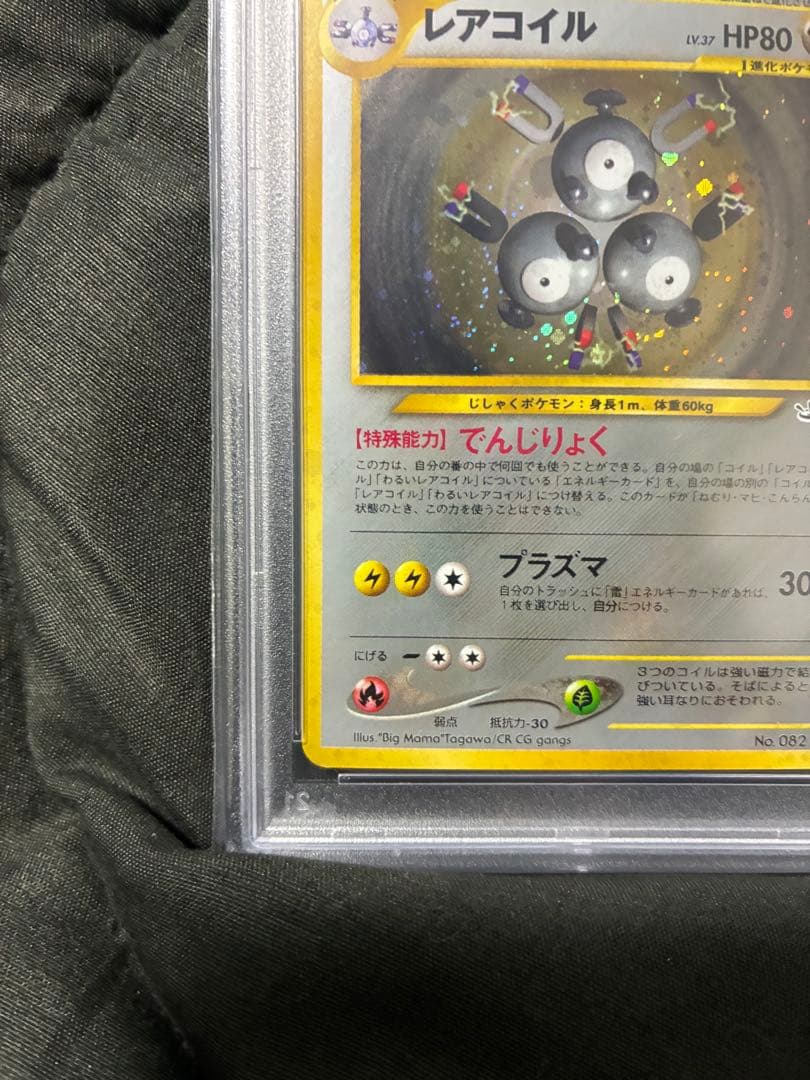 レアコイル LV.37 HP80
1進化ポケモ
じしゃくポケモン：身長1m、体重60kg
【特殊能力】でんじりょく
この力は、自分の番の中で何回でも使うことができる。自分の場の「コイル」「レアコ
ル」「わるいレアコイル」についている「エネルギーカード」を、自分の場の別の「コイル
「レアコイル」「わるいレアコイル」につけ替える。このカードが「ねむり・マヒ・こんらん
状態のとき、この力を使うことはできない。
プラズマ 30
自分のトラッシュに「雷」エネルギーカードがあれば、
1枚を選び出し、自分につける。
にげる
3つのコイルは強い磁力で結
びついている。そばによると
強い耳なりにおそわれる。
弱点 抵抗力-30
Illus."Big Mama"Tagawa/CR CG gangs No. 082